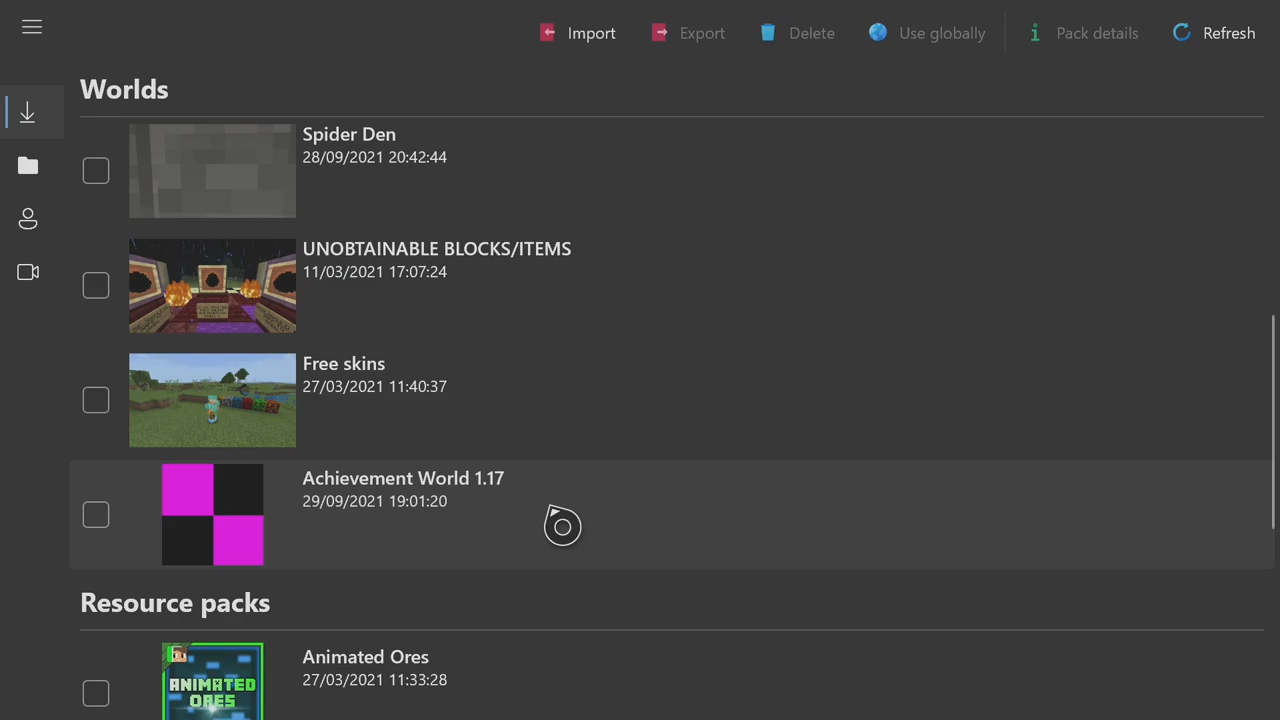 Import
Export
Delete
Use globally
Pack details
Refresh
Worlds
Spider Den
28/09/2021 20:42:44
UNOBTAINABLE BLOCKS/ITEMS
11/03/2021 17:07:24
Free skins
27/03/2021 11:40:37
Achievement World 1.17
29/09/2021 19:01:20
Resource packs
ANIMATED
ORES
Animated Ores
27/03/2021 11:33:28